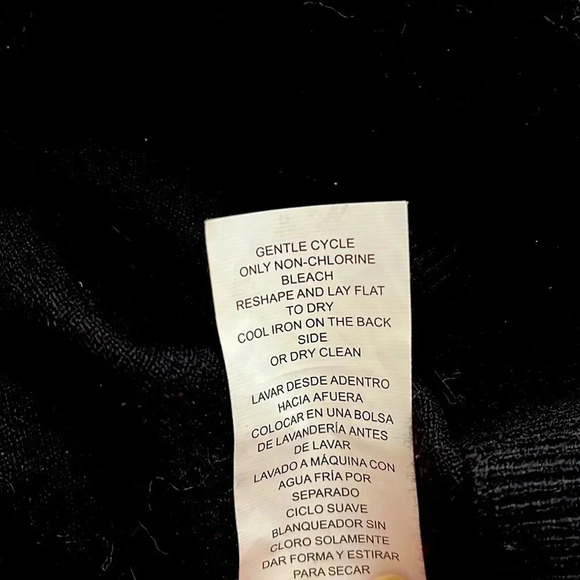 GENTLE CYCLE
ONLY NON-CHLORINE
BLEACH
RESHAPE AND LAY FLAT
TO DRY
COOL IRON ON THE BACK
SIDE
OR DRY CLEAN
LAVAR DESDE ADENTRO
HACIA AFUERA
COLOCAR EN UNA BOLSA
DE LAVANDERÍA ANTES
DE LAVAR
LAVADO A MÁQUINA CON
AGUA FRÍA POR
SEPARADO
CICLO SUAVE
BLANQUEADOR SIN
CLORO SOLAMENTE
DAR FORMA Y ESTIRAR
PARA SECAR